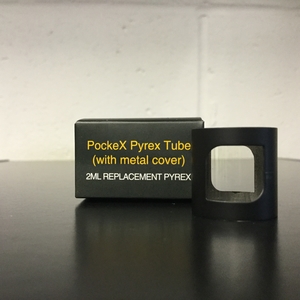 PockeX Pyrex Tube
(with metal cover)
2ML REPLACEMENT PYREX